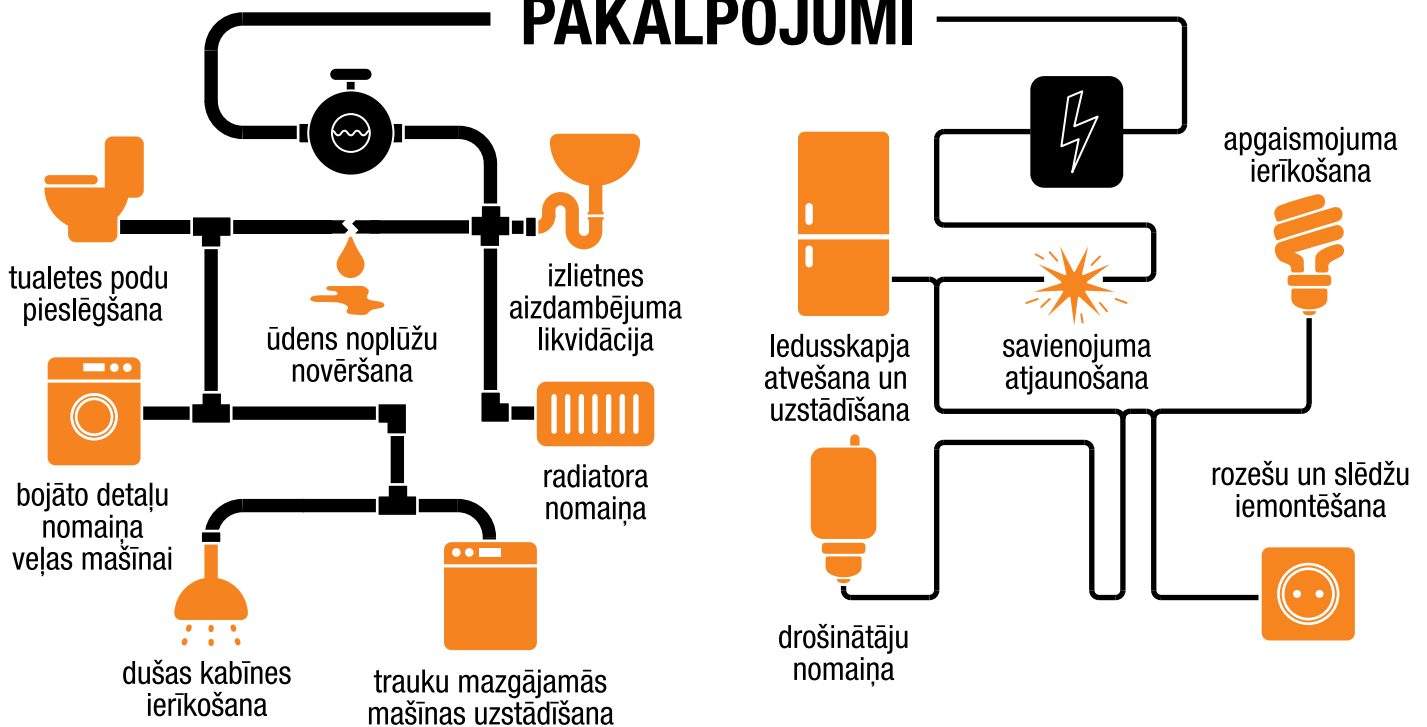 PAKALPOJUMI
tualetes podu
pieslēgšana
ūdens noplūžu
novēršana
izlietnes
aizdambējuma
likvidācija
bojāto detaļu
nomaiņa
veļas mašīnai
radiatora
nomaiņa
dušas kabīnes
ierīkošana
trauku mazgājamās
mašīnas uzstādīšana
apgaismojuma
ierīkošana
ledusskapja
atvešana un
uzstādīšana
savienojuma
atjaunošana
rozešu un slēdžu
iemontēšana
drošinātāju
nomaiņa